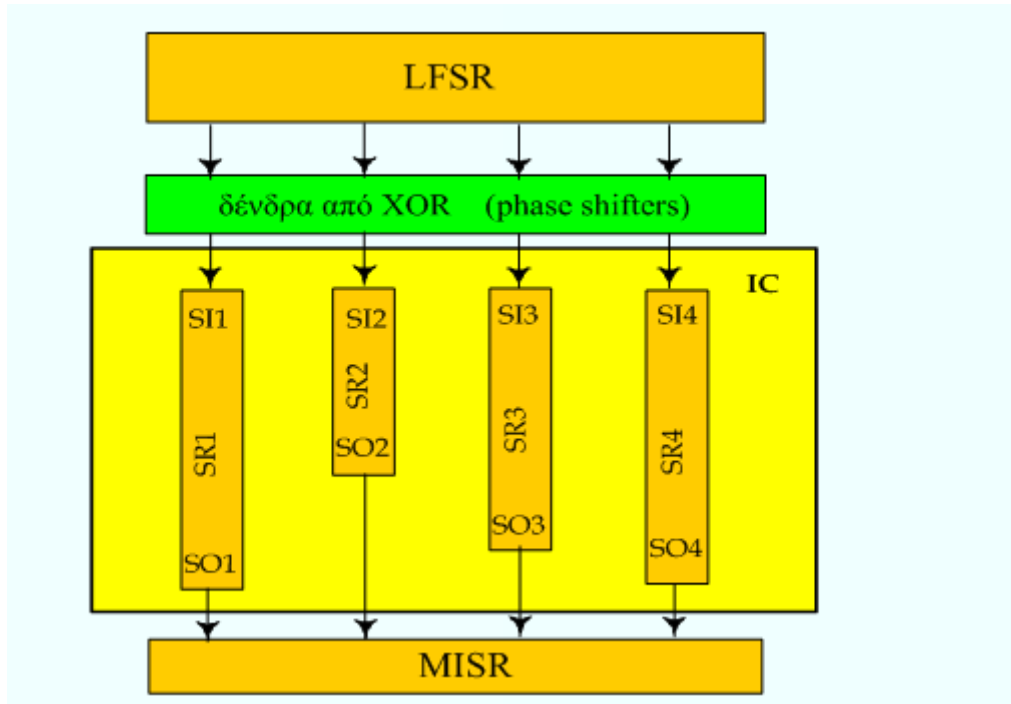 LFSR
δένδρα από XOR (phase shifters)
IC
SI1 SI2 SI3 SI4
SR1 SR2 SR3 SR4
SO1 SO2 SO3 SO4
MISR